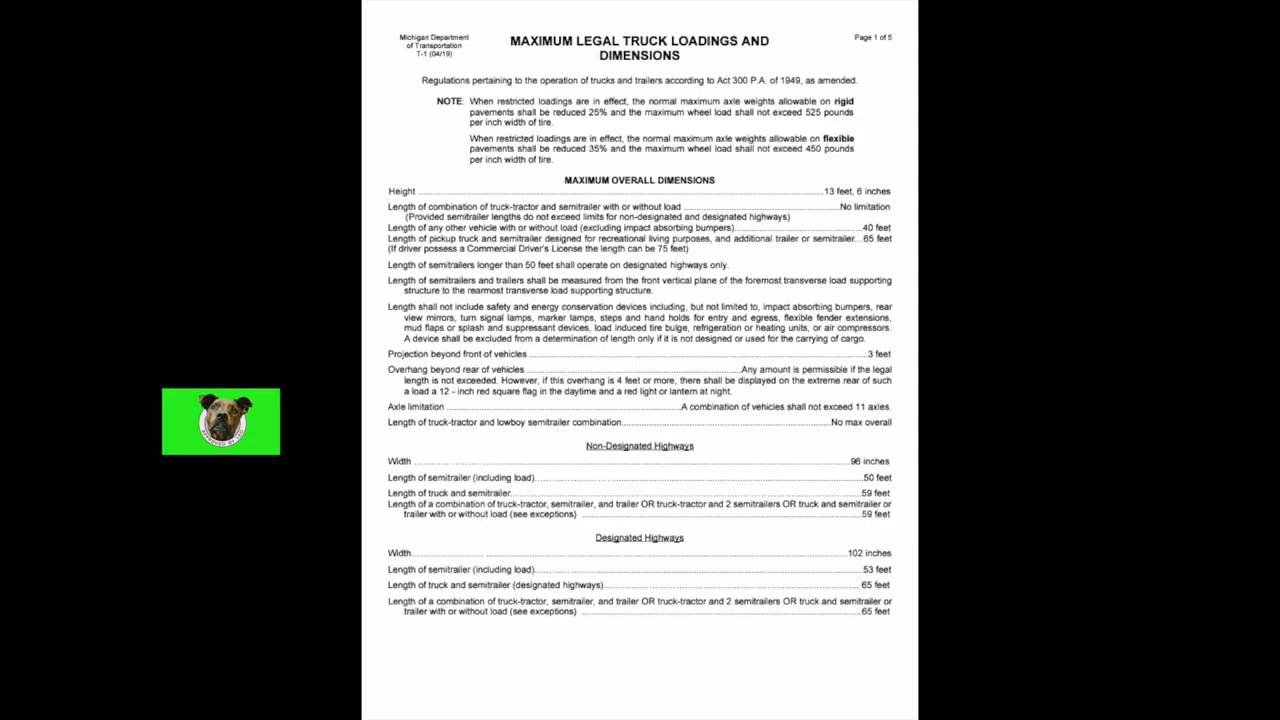 Michigan Department
of Transportation
T-1 (04/19)
MAXIMUM LEGAL TRUCK LOADINGS AND
DIMENSIONS
Page 1 of 5
Regulations pertaining to the operation of trucks and trailers according to Act 300 P.A. of 1949, as amended.
NOTE: When restricted loadings are in effect, the normal maximum axle weights allowable on rigid
pavements shall be reduced 25% and the maximum wheel load shall not exceed 525 pounds
per inch width of tire.
When restricted loadings are in effect, the normal maximum axle weights allowable on flexible
pavements shall be reduced 35% and the maximum wheel load shall not exceed 450 pounds
per inch width of tire.
MAXIMUM OVERALL DIMENSIONS
Height ........ 13 feet, 6 inches
Length of combination of truck-tractor and semitrailer with or without load ........ No limitation
(Provided semitrailer lengths do not exceed limits for non-designated and designated highways)
Length of any other vehicle with or without load (excluding impact absorbing bumpers)........40 feet
Length of pickup truck and semitrailer designed for recreational living purposes, and additional trailer or semitrailer...65 feet
(If driver possess a Commercial Driver's License the length can be 75 feet)
Length of semitrailers longer than 50 feet shall operate on designated highways only.
Length of semitrailers and trailers shall be measured from the front vertical plane of the foremost transverse load supporting
structure to the rearmost transverse load supporting structure.
Length shall not include safety and energy conservation devices including, but not limited to, impact absorbing bumpers, rear
view mirrors, turn signal lamps, marker lamps, steps and hand holds for entry and egress, flexible fender extensions,
mud flaps or splash and suppressant devices, load induced tire bulge, refrigeration or heating units, or air compressors.
A device shall be excluded from a determination of length only if it is not designed or used for the carrying of cargo.
Projection beyond front of vehicles ........3 feet
Overhang beyond rear of vehicles ........Any amount is permissible if the legal
length is not exceeded. However, if this overhang is 4 feet or more, there shall be displayed on the extreme rear of such
a load a 12 - inch red square flag in the daytime and a red light or lantern at night.
Axle limitation ........A combination of vehicles shall not exceed 11 axles.
Length of truck-tractor and lowboy semitrailer combination........No max overall
Non-Designated Highways
Width ........96 inches
Length of semitrailer (including load)........50 feet
Length of truck and semitrailer........59 feet
Length of a combination of truck-tractor, semitrailer, and trailer OR truck-tractor and 2 semitrailers OR truck and semitrailer or
trailer with or without load (see exceptions) ........59 feet
Designated Highways
Width........102 inches
Length of semitrailer (including load)........53 feet
Length of truck and semitrailer (designated highways)........ 65 feet
Length of a combination of truck-tractor, semitrailer, and trailer OR truck-tractor and 2 semitrailers OR truck and semitrailer or
trailer with or without load (see exceptions) ........65 feet